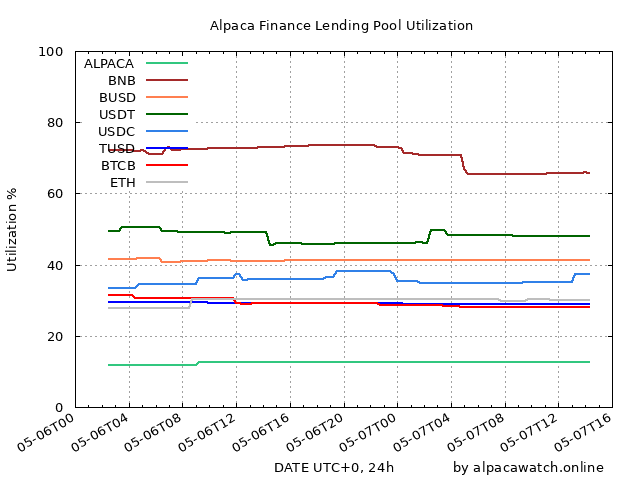 Alpaca Finance Lending Pool Utilization
100
80
60
40
20
0
Utilization %
ALPACA
BNB
BUSD
USDT
USDC
TUSD
BTCB
ETH
05-06T00
05-06T04
05-06T08
05-06T12
05-06T16
05-06T20
05-07T00
05-07T04
05-07T08
05-07T12
05-07T16
DATE UTC+0, 24h
by alpacawatch.online